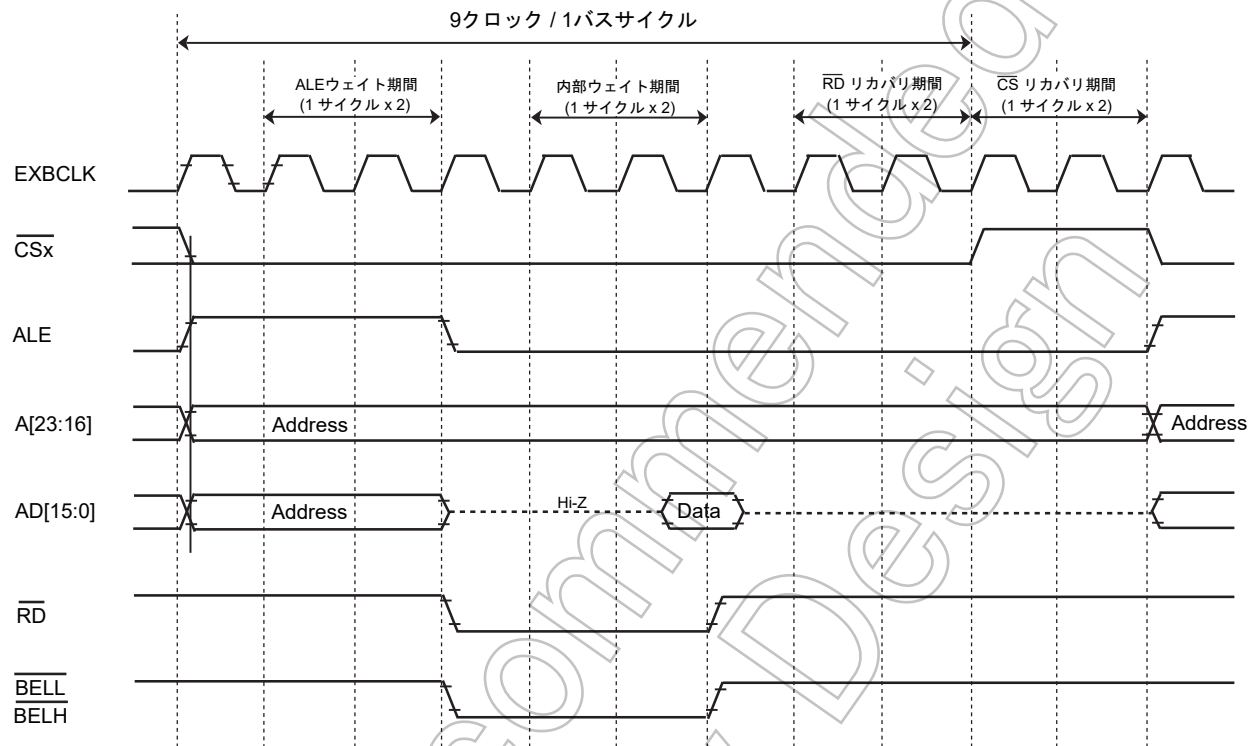 9クロック / 1バスサイクル
ALEウェイト期間
(1 サイクル x 2)
内部ウェイト期間
(1 サイクル x 2)
RD リカバリ期間
(1 サイクル x 2)
CS リカバリ期間
(1 サイクル x 2)
EXBCLK
CSx
ALE
A[23:16]
Address
Address
AD[15:0]
Address
Hi-Z
Data
RD
BELL
BELH
commended
Design